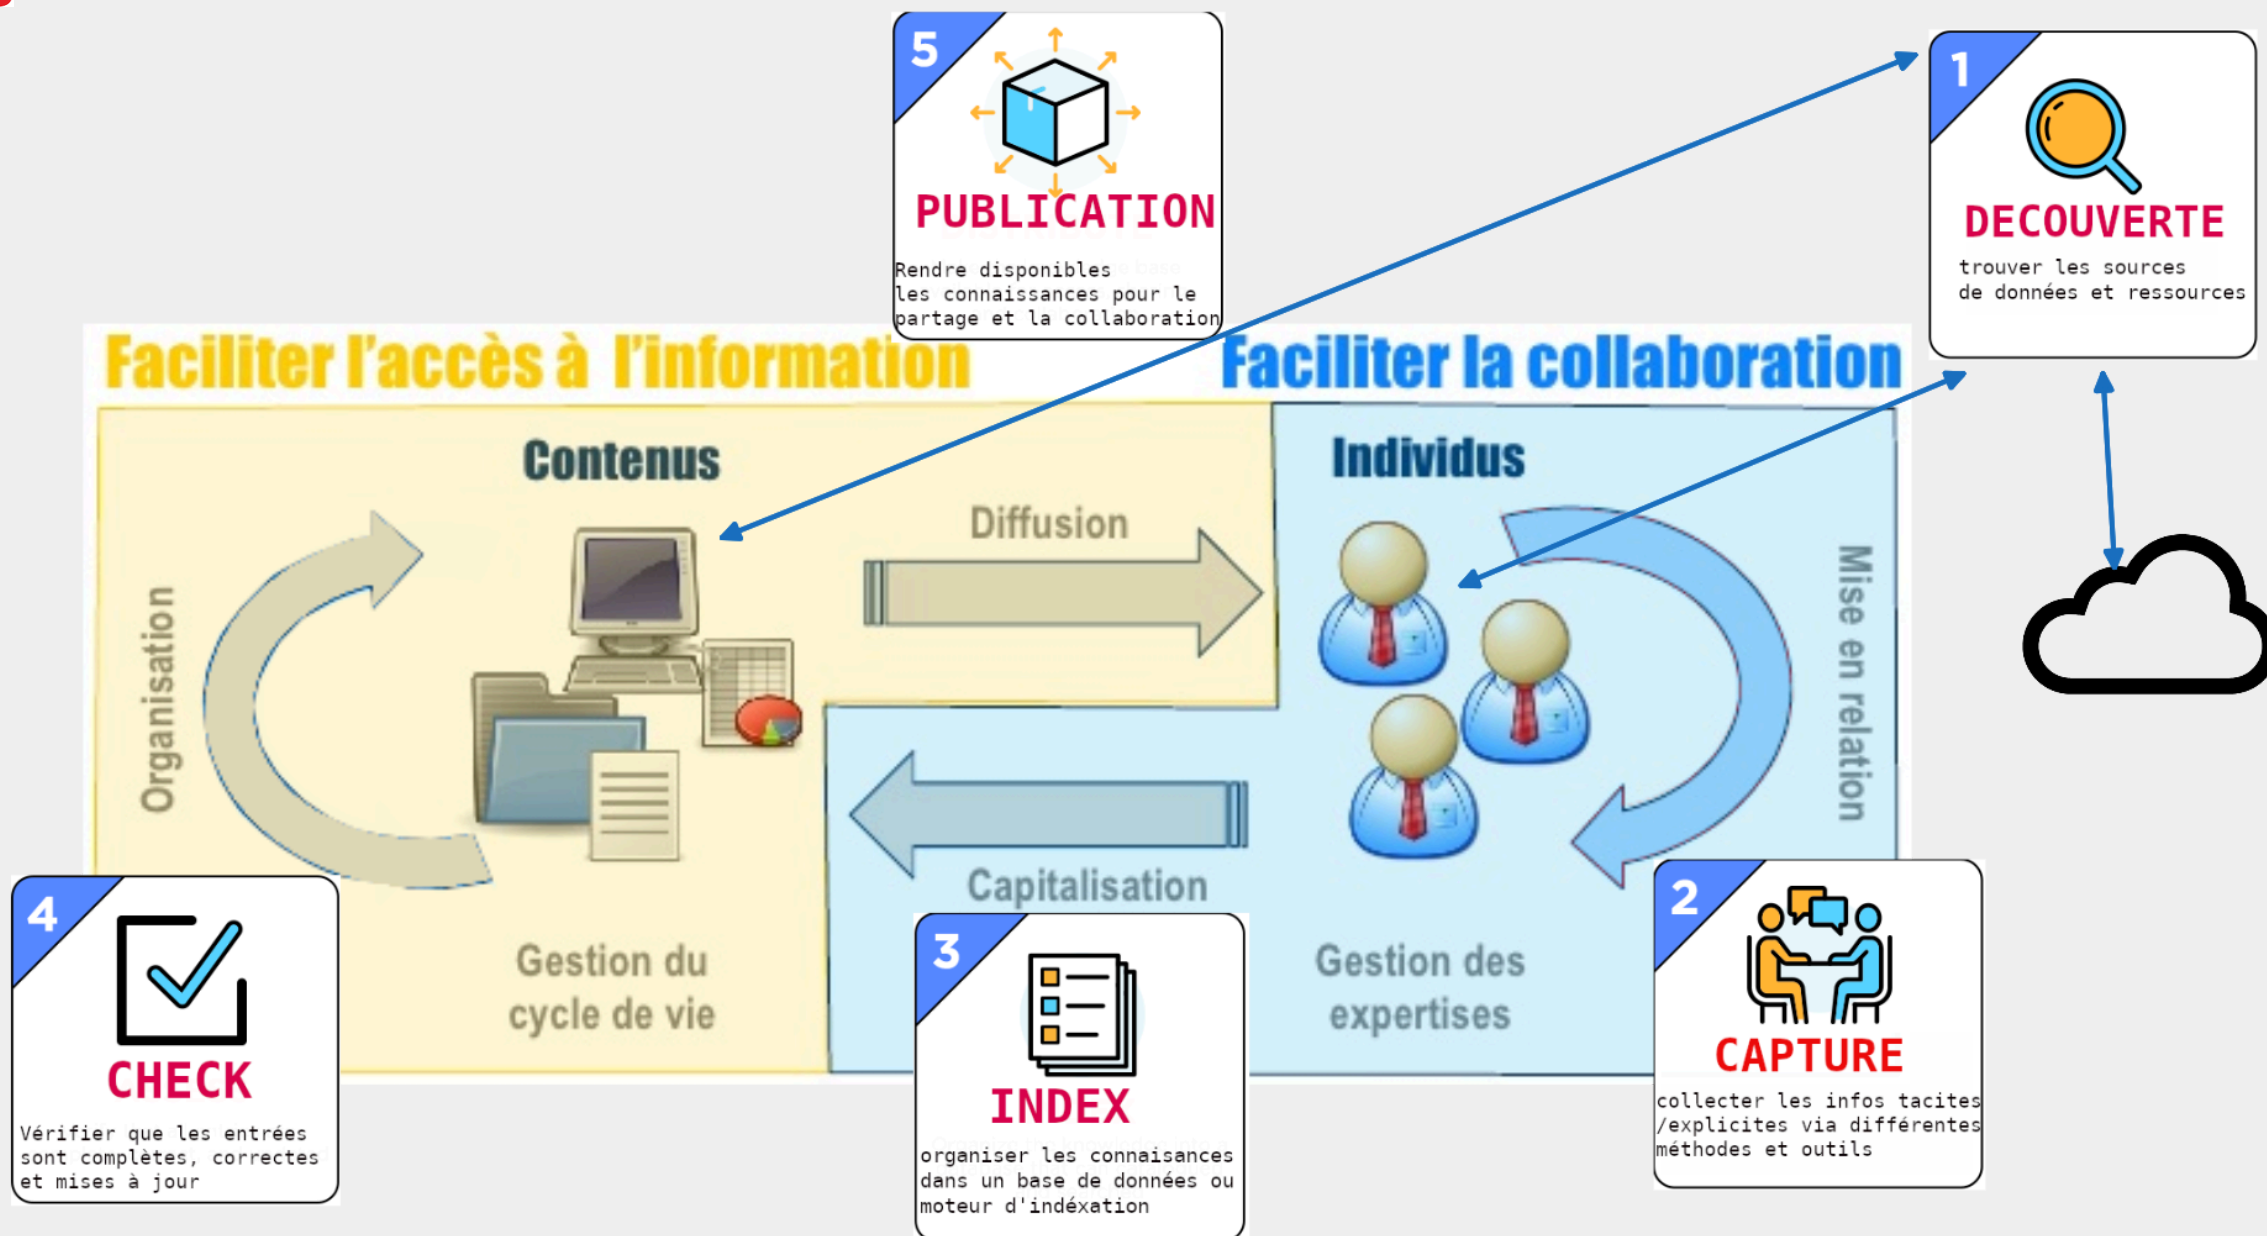 5
PUBLICATION
Rendre disponibles
les connaissances pour le
partage et la collaboration
1
DECOUVERTE
trouver les sources
de données et ressources
Faciliter l'accès à l'information
Faciliter la collaboration
Contenus
Individus
Diffusion
Organisation
Mise en relation
Capitalisation
Gestion du
cycle de vie
Gestion des
expertises
4
CHECK
Vérifier que les entrées
sont complètes, correctes
et mises à jour
3
INDEX
organiser les connaisances
dans un base de données ou
moteur d'indéxation
2
CAPTURE
collecter les infos tacites
/explicites via différentes
méthodes et outils